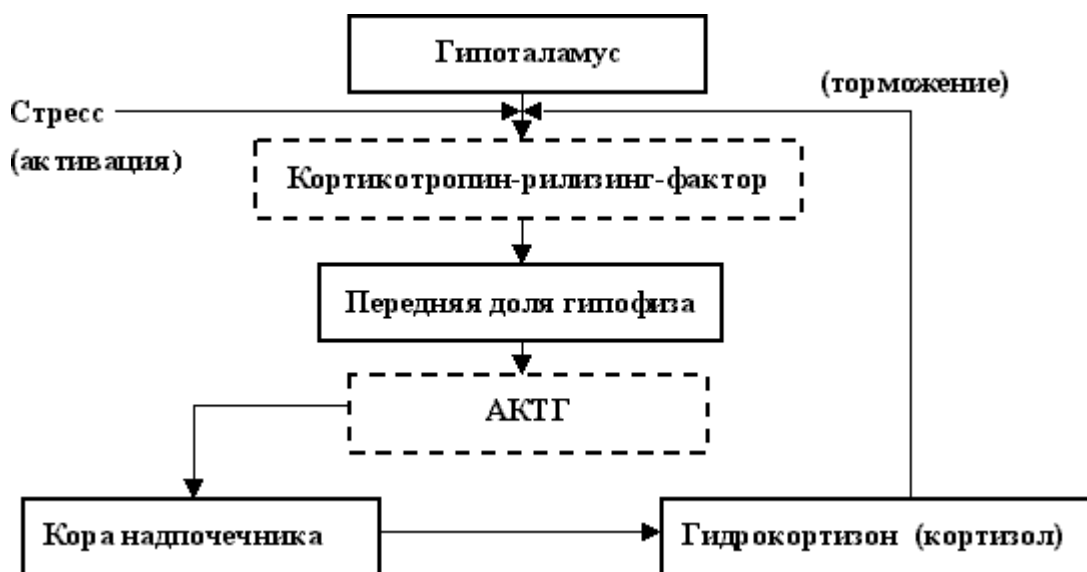 Гипоталамус
(торможение)
Стресс
(активация)
Кортикотропин-рилизинг-фактор
Передняя доля гипофиза
АКТГ
Кора надпочечника
Гидрокортизон (кортизол)